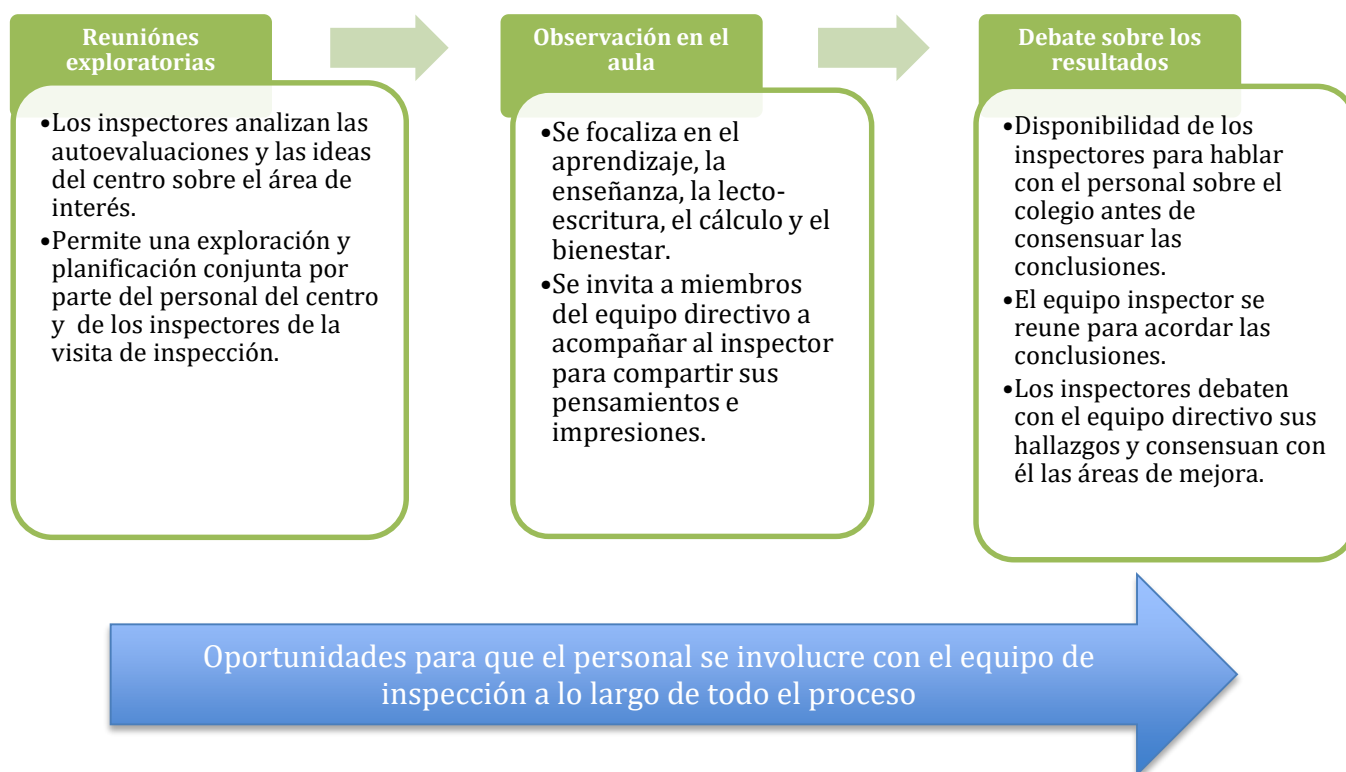 Reuniónes
exploratorias
•Los inspectores analizan las
autoevaluaciones y las ideas
del centro sobre el área de
interés.
•Permite una exploración y
planificación conjunta por
parte del personal del centro
y de los inspectores de la
visita de inspección.
Observación en el
aula
•Se focaliza en el
aprendizaje, la
enseñanza, la lecto-
escritura, el cálculo y el
bienestar.
•Se invita a miembros
del equipo directivo a
acompañar al inspector
para compartir sus
pensamientos e
impresiones.
Debate sobre los
resultados
•Disponibilidad de los
inspectores para hablar
con el personal sobre el
colegio antes de
consensuar las
conclusiones.
•El equipo inspector se
reune para acordar las
conclusiones.
•Los inspectores debaten
con el equipo directivo sus
hallazgos y consensuan con
él las áreas de mejora.
Oportunidades para que el personal se involucre con el equipo de
inspección a lo largo de todo el proceso